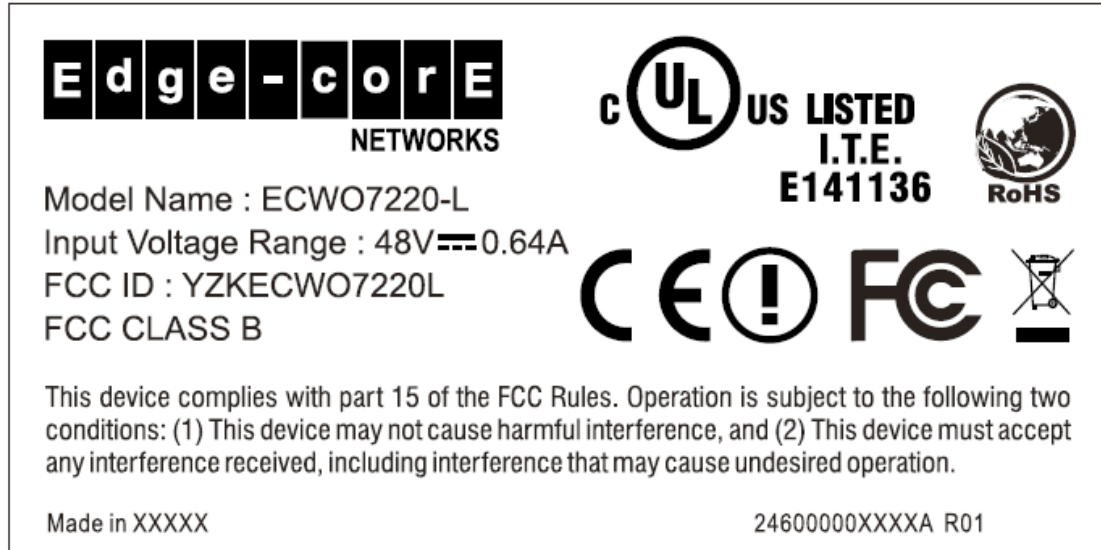 Edge-corE
NETWORKS
Model Name : ECWO7220-L
Input Voltage Range : 48V⎓0.64A
FCC ID : YZKECWO7220L
FCC CLASS B
C UL US LISTED
I.T.E.
E141136
RoHS
CE ! FC
This device complies with part 15 of the FCC Rules. Operation is subject to the following two
conditions: (1) This device may not cause harmful interference, and (2) This device must accept
any interference received, including interference that may cause undesired operation.
Made in XXXXX
24600000XXXXA R01